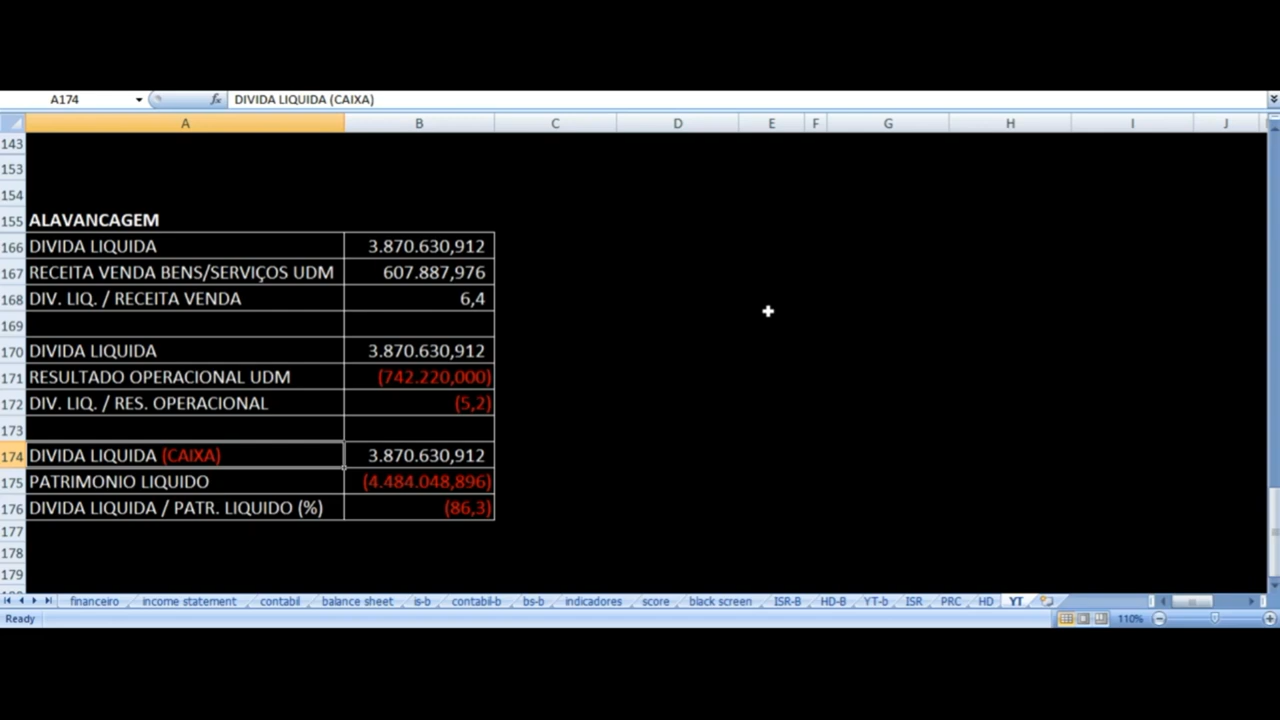 A174 fx DIVIDA LIQUIDA (CAIXA)
A B C D E F G H I J
143
153
154
155 ALAVANCAGEM
166 DIVIDA LIQUIDA 3.870.630,912
167 RECEITA VENDA BENS/SERVIÇOS UDM 607.887,976
168 DIV. LIQ. / RECEITA VENDA 6,4
169
170 DIVIDA LIQUIDA 3.870.630,912
171 RESULTADO OPERACIONAL UDM (742.220,000)
172 DIV. LIQ. / RES. OPERACIONAL (5,2)
173
174 DIVIDA LIQUIDA (CAIXA) 3.870.630,912
175 PATRIMONIO LIQUIDO (4.484.048,896)
176 DIVIDA LIQUIDA / PATR. LIQUIDO (%) (86,3)
177
178
179
financeiro income statement contabil balance sheet is-b contabil-b bs-b indicadores score black screen ISR-B HD-B YT-b ISR PRC HD YT
Ready 110%